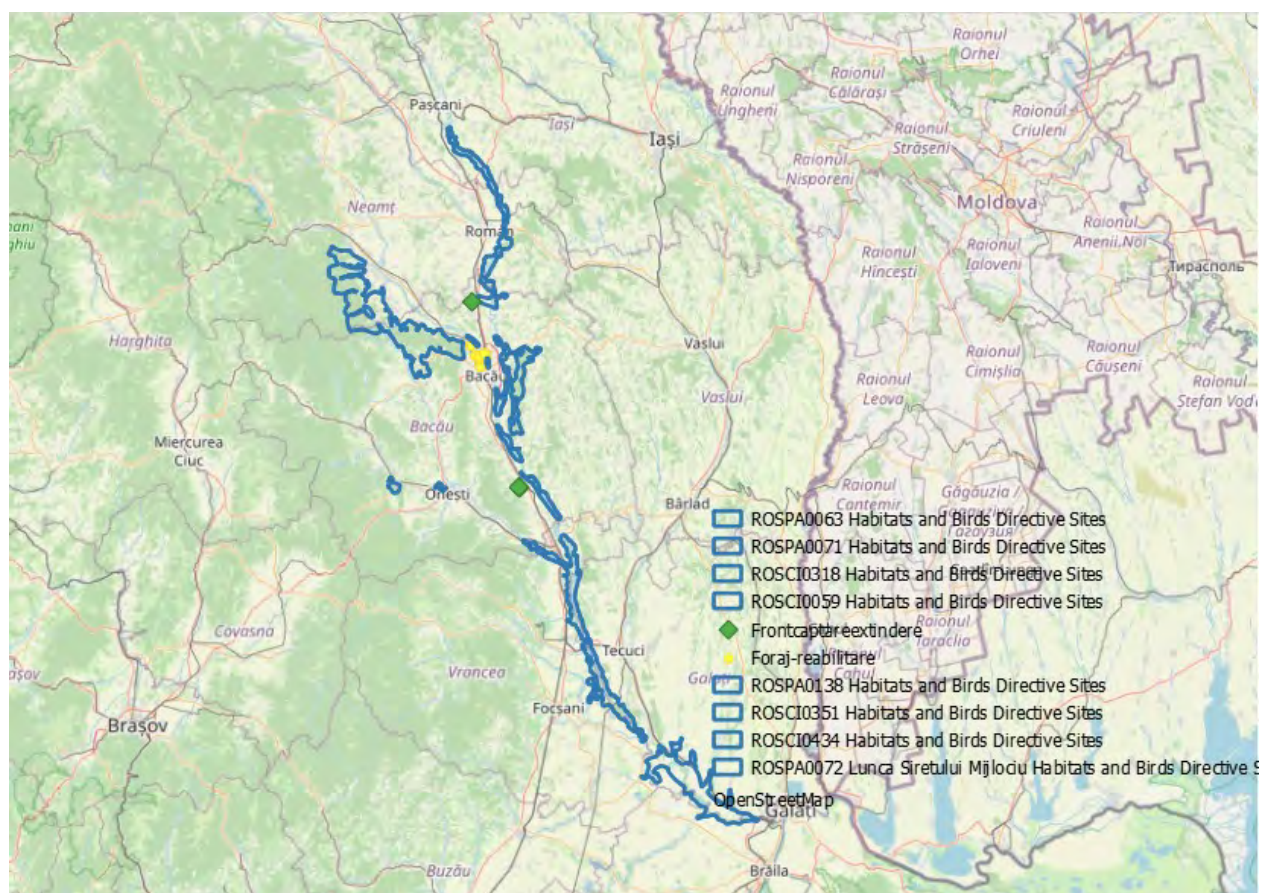 Raionul
Orhei
Raionul
Călărași
Raionul
Ungheni
Pașcani
Iași
Iași
Raionul
Criuleni
Raionul
Strășeni
Raionul
Nisporeni
Moldova
Neamț
Roman
Raionul
Anenii Noi
Raionul
Hîncești
Raionul
Ialoveni
Тирасполь
Harghita
Vaslui
Raionul
Cimișlia
Raionul
Căușeni
Bacău
Raionul
Leova
Raionul
Vaslui
Bacău
Miercurea
Ciuc
Onești
Bârlad
Raionul
Cantemir
Găgăuzia /
Гагаузия
ROSPA0063 Habitats and Birds Directive Sites
ROSPA0071 Habitats and Birds Directive Sites
ROSCI0318 Habitats and Birds Directive Sites
ROSCI0059 Habitats and Birds Directive Sites
Frontcaptareextindere
Foraj-reabilitare
Raionul
Taraclia
Cahul
Covasna
Tecuci
Vrancea
Galați
ROSPA0138 Habitats and Birds Directive Sites
Focșani
ROSCI0351 Habitats and Birds Directive Sites
Brașov
ROSCI0434 Habitats and Birds Directive Sites
ROSPA0072 Lunca Siretului Mijlociu Habitats and Birds Directive S
OpenStreetMap
Galați
Buzău
Brăila